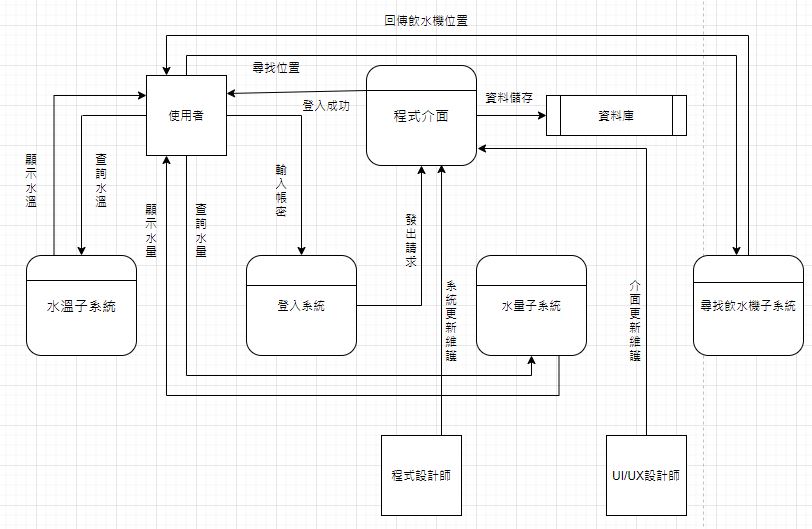 回傳飲水機位置
尋找位置
登入成功
資料儲存
使用者
程式介面
資料庫
顯示水溫
查詢水溫
顯示水量
查詢水量
輸入帳密
發出請求
系統更新維護
介面更新維護
水溫子系統
登入系統
水量子系統
尋找飲水機子系統
程式設計師
UI/UX設計師